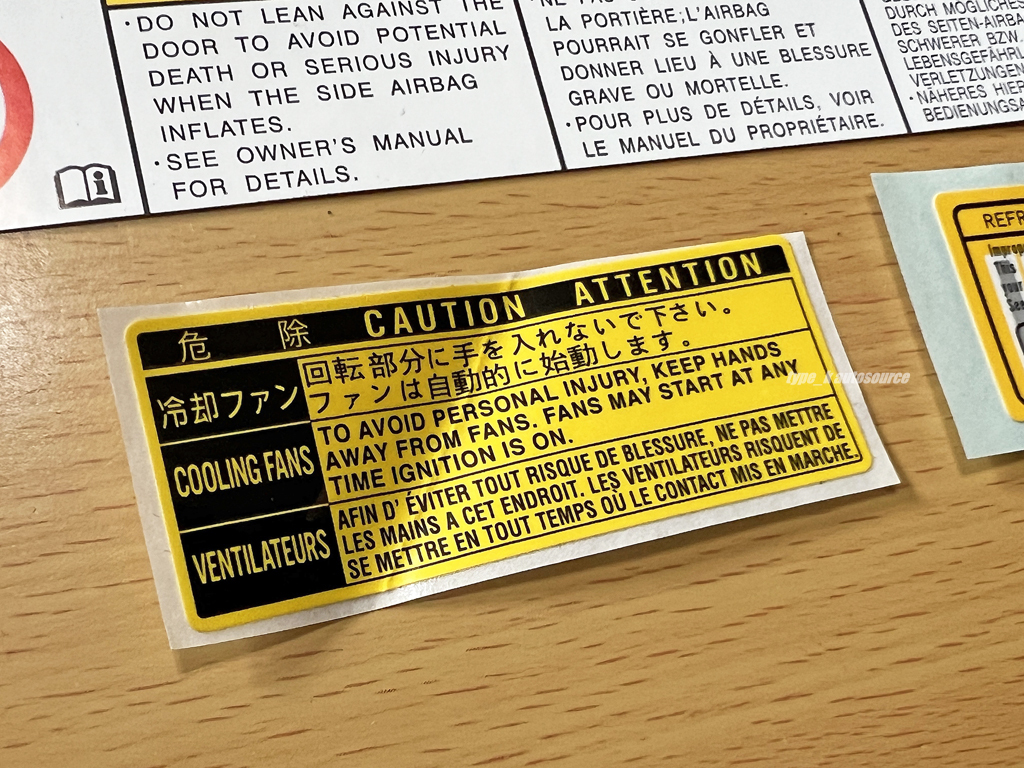 · DO NOT LEAN AGAINST THE
DOOR TO AVOID POTENTIAL
DEATH OR SERIOUS INJURY
WHEN THE SIDE AIRBAG
INFLATES.
· SEE OWNER'S MANUAL
FOR DETAILS.
LA PORTIÈRE; L'AIRBAG
POURRAIT SE GONFLER ET
DONNER LIEU À UNE BLESSURE
GRAVE OU MORTELLE.
· POUR PLUS DE DÉTAILS, VOIR
LE MANUEL DU PROPRIÉTAIRE.
DURCH MÖGLICHES
DES SEITEN-AIRBA
SCHWERER BZW.
LEBENSGEFÄHRL
VERLETZUNGEN
· NÄHERES HIER
BEDIENUNGSA
危 除 CAUTION ATTENTION
冷却ファン
回転部分に手を入れないで下さい。
ファンは自動的に始動します。
COOLING FANS
TO AVOID PERSONAL INJURY, KEEP HANDS
AWAY FROM FANS. FANS MAY START AT ANY
TIME IGNITION IS ON.
VENTILATEURS
AFIN D' ÉVITER TOUT RISQUE DE BLESSURE, NE PAS METTRE
LES MAINS A CET ENDROIT. LES VENTILATEURS RISQUENT DE
SE METTRE EN TOUT TEMPS OÙ LE CONTACT MIS EN MARCHE.
REFR
Improp
This
your